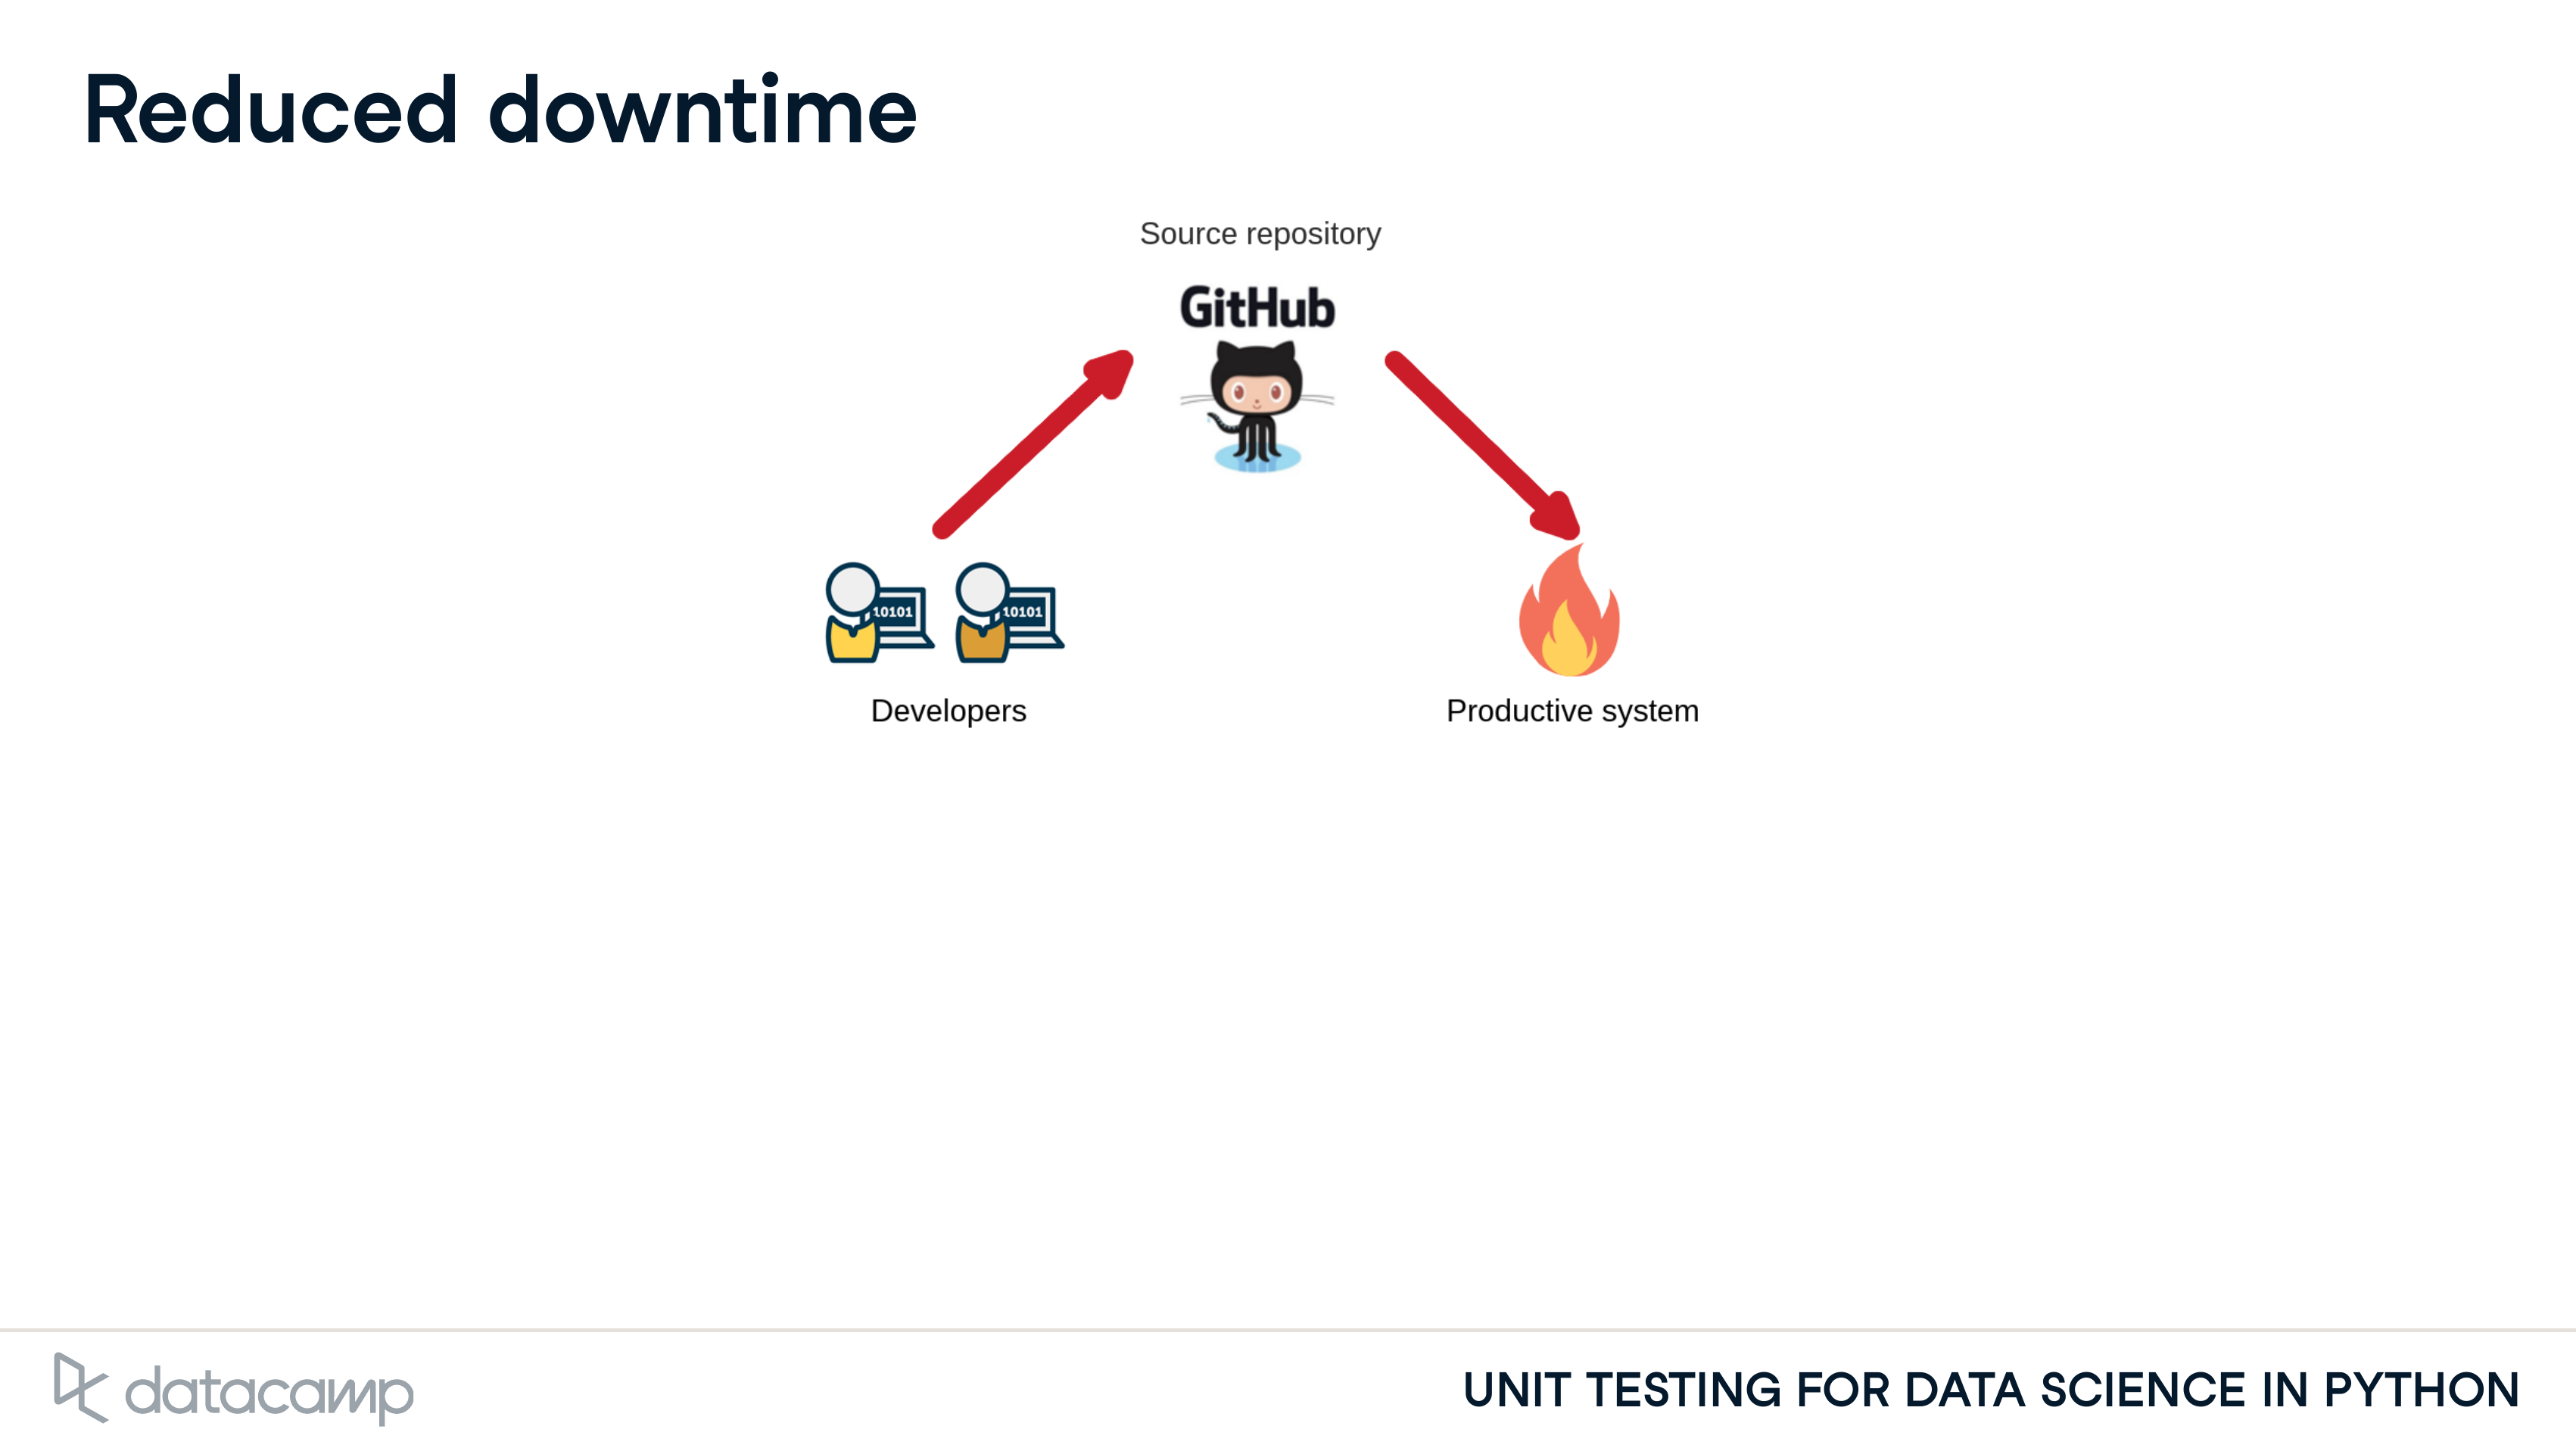 Reduced downtime
Source repository
GitHub
10101 10101
Developers
Productive system
datacamp
UNIT TESTING FOR DATA SCIENCE IN PYTHON